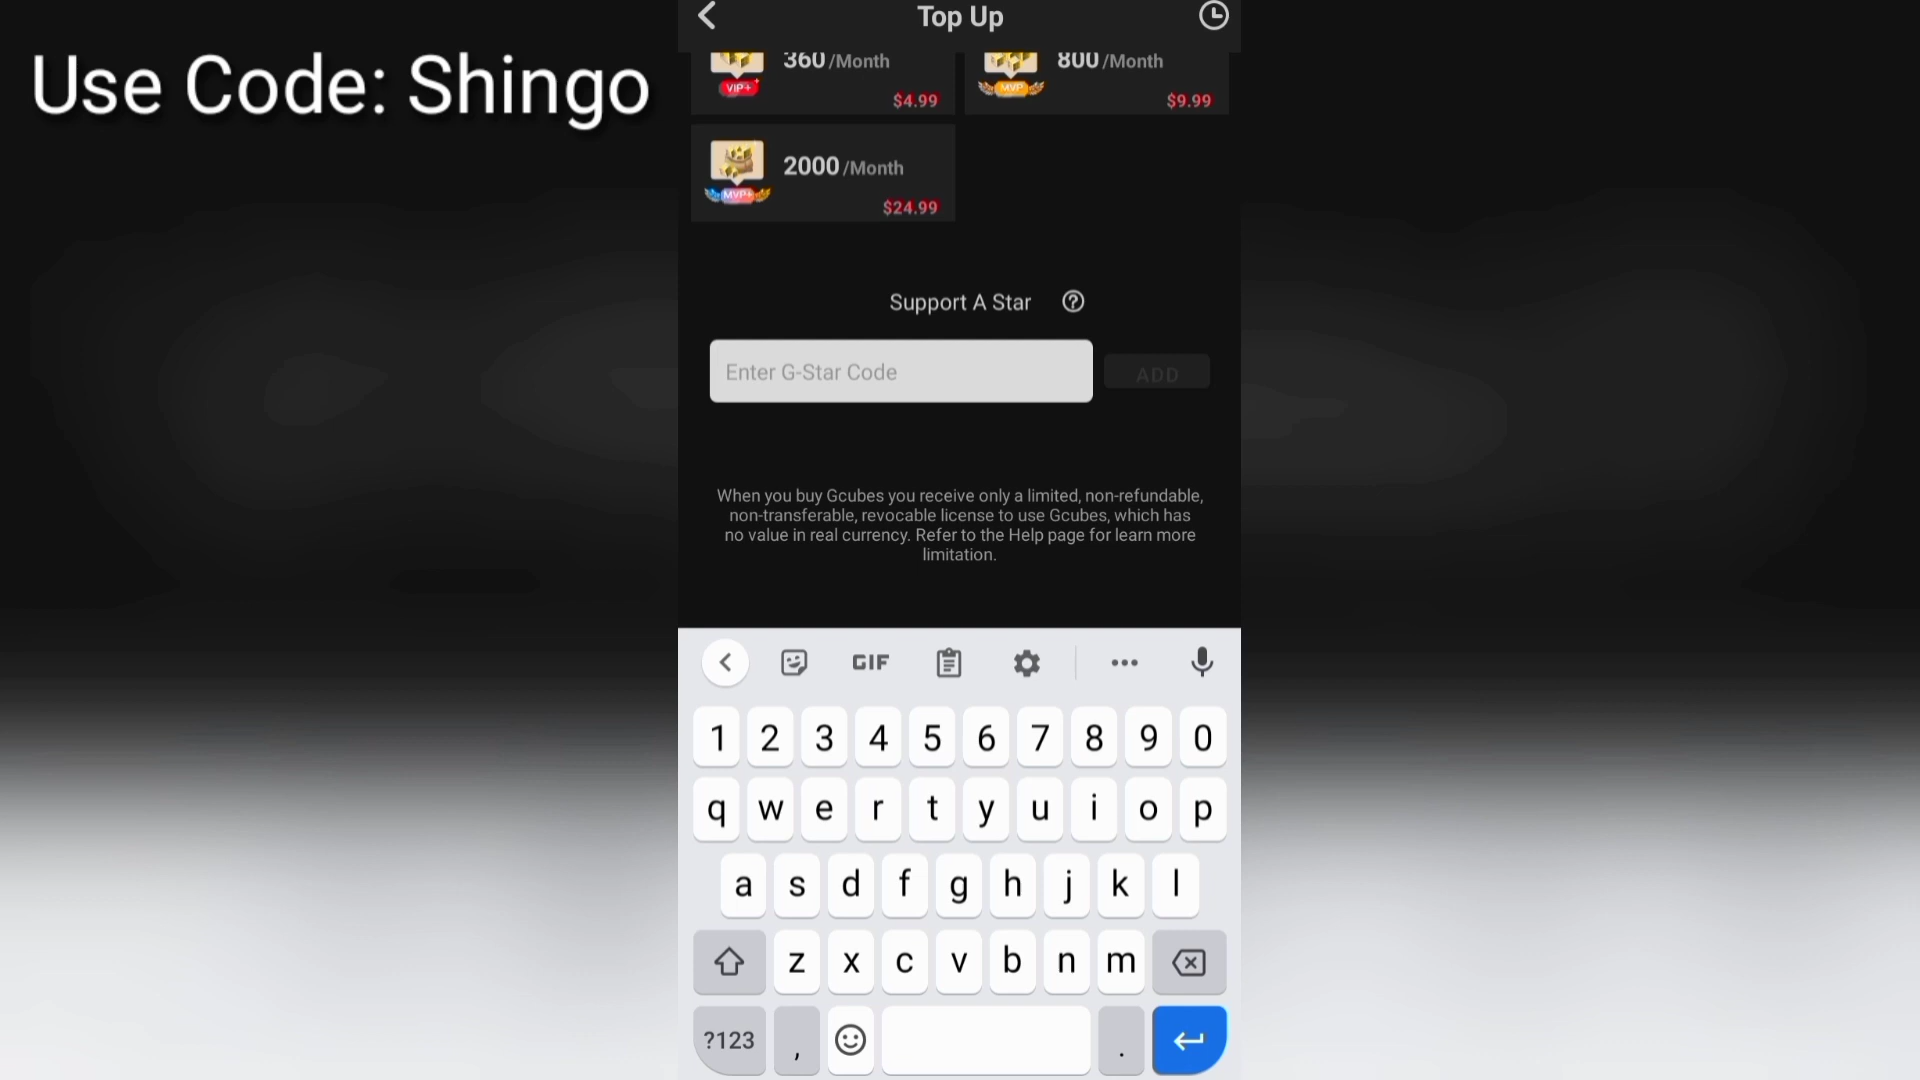 Use Code: Shingo
Top Up
360 /Month
VIP+
$4.99
800 /Month
MVP
$9.99
2000 /Month
MVP+
$24.99
Support A Star
Enter G-Star Code
ADD
When you buy Gcubes you receive only a limited, non-refundable,
non-transferable, revocable license to use Gcubes, which has
no value in real currency. Refer to the Help page for learn more
limitation.
GIF
1 2 3 4 5 6 7 8 9 0
q w e r t y u i o p
a s d f g h j k l
z x c v b n m
?123 , .